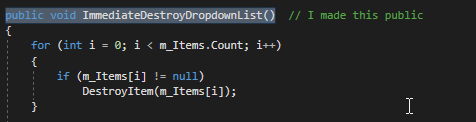 public void ImmediateDestroyDropdownList()  // I made this public
{
    for (int i = 0; i < m_Items.Count; i++)
    {
        if (m_Items[i] != null)
            DestroyItem(m_Items[i]);
    }